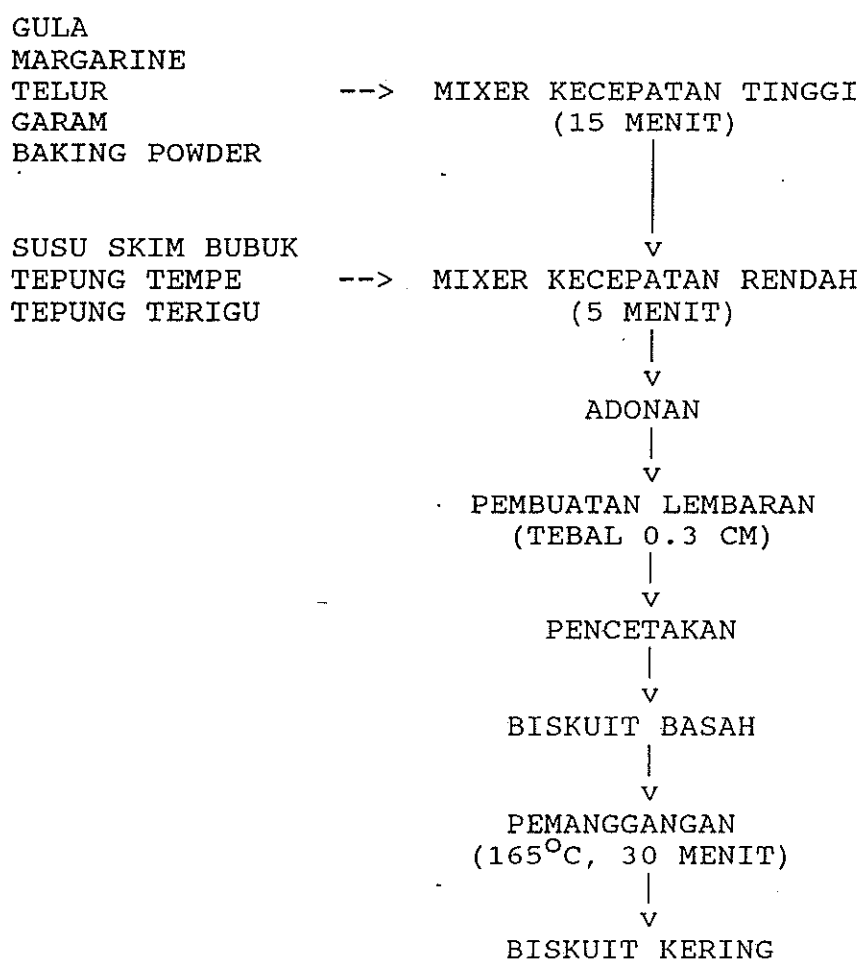 GULA
MARGARINE
TELUR --> MIXER KECEPATAN TINGGI
GARAM (15 MENIT)
BAKING POWDER
SUSU SKIM BUBUK v
TEPUNG TEMPE --> MIXER KECEPATAN RENDAH
TEPUNG TERIGU (5 MENIT)
v
ADONAN
v
PEMBUATAN LEMBARAN
(TEBAL 0.3 CM)
v
PENCETAKAN
v
BISKUIT BASAH
v
PEMANGGANGAN
(165°C, 30 MENIT)
v
BISKUIT KERING